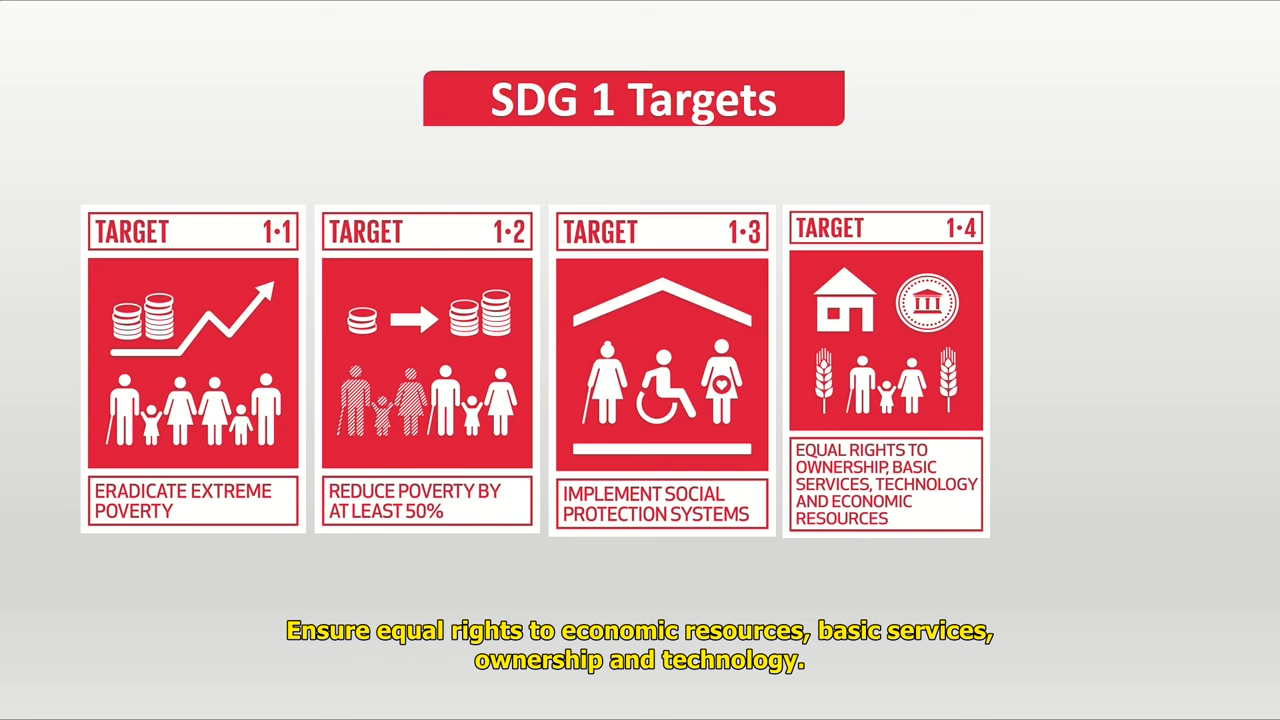 SDG 1 Targets
TARGET 1•1
ERADICATE EXTREME
POVERTY
TARGET 1•2
REDUCE POVERTY BY
AT LEAST 50%
TARGET 1•3
IMPLEMENT SOCIAL
PROTECTION SYSTEMS
TARGET 1•4
EQUAL RIGHTS TO
OWNERSHIP, BASIC
SERVICES, TECHNOLOGY
AND ECONOMIC
RESOURCES
Ensure equal rights to economic resources, basic services,
ownership and technology.